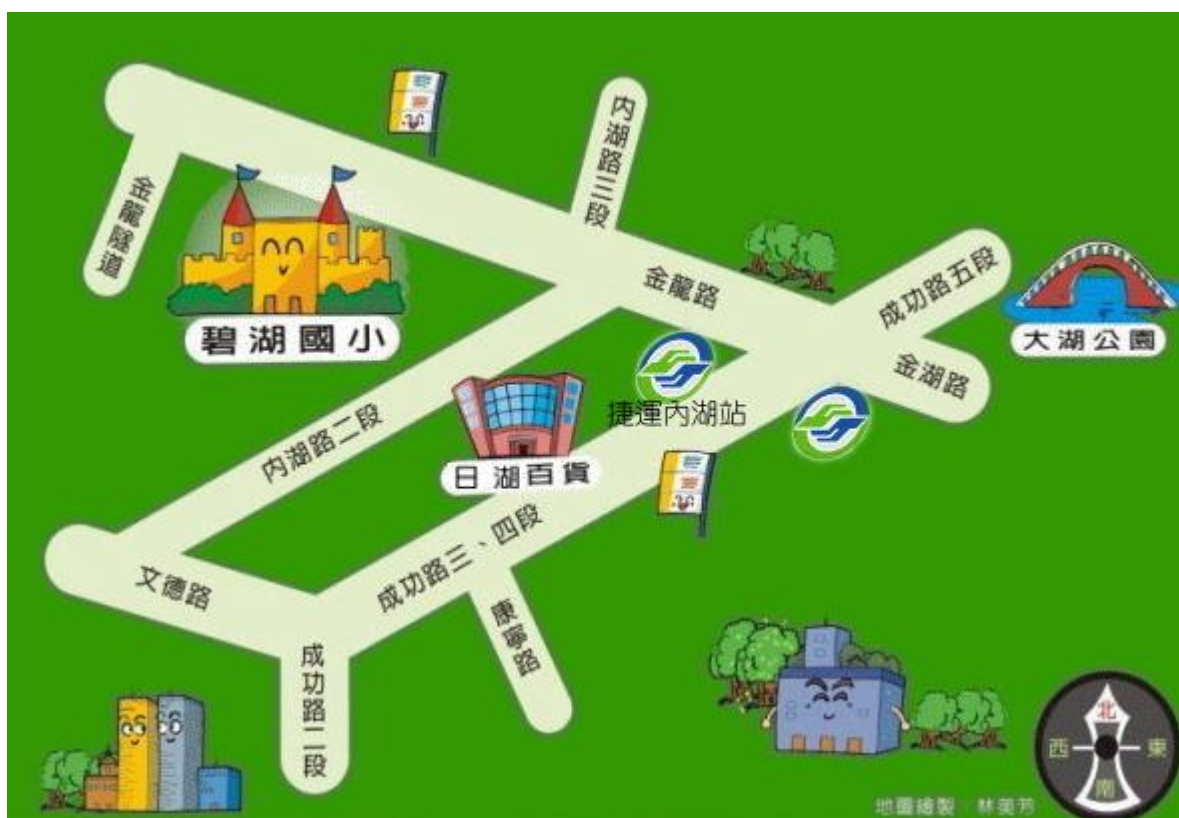 內湖路三段
金龍隧道
碧湖國小
金龍路
成功路五段
大湖公園
金湖路
捷運內湖站
內湖路二段
日湖百貨
成功路三、四段
文德路
康寧路
成功路二段
北
西
東
南
地圖繪製：林美芳